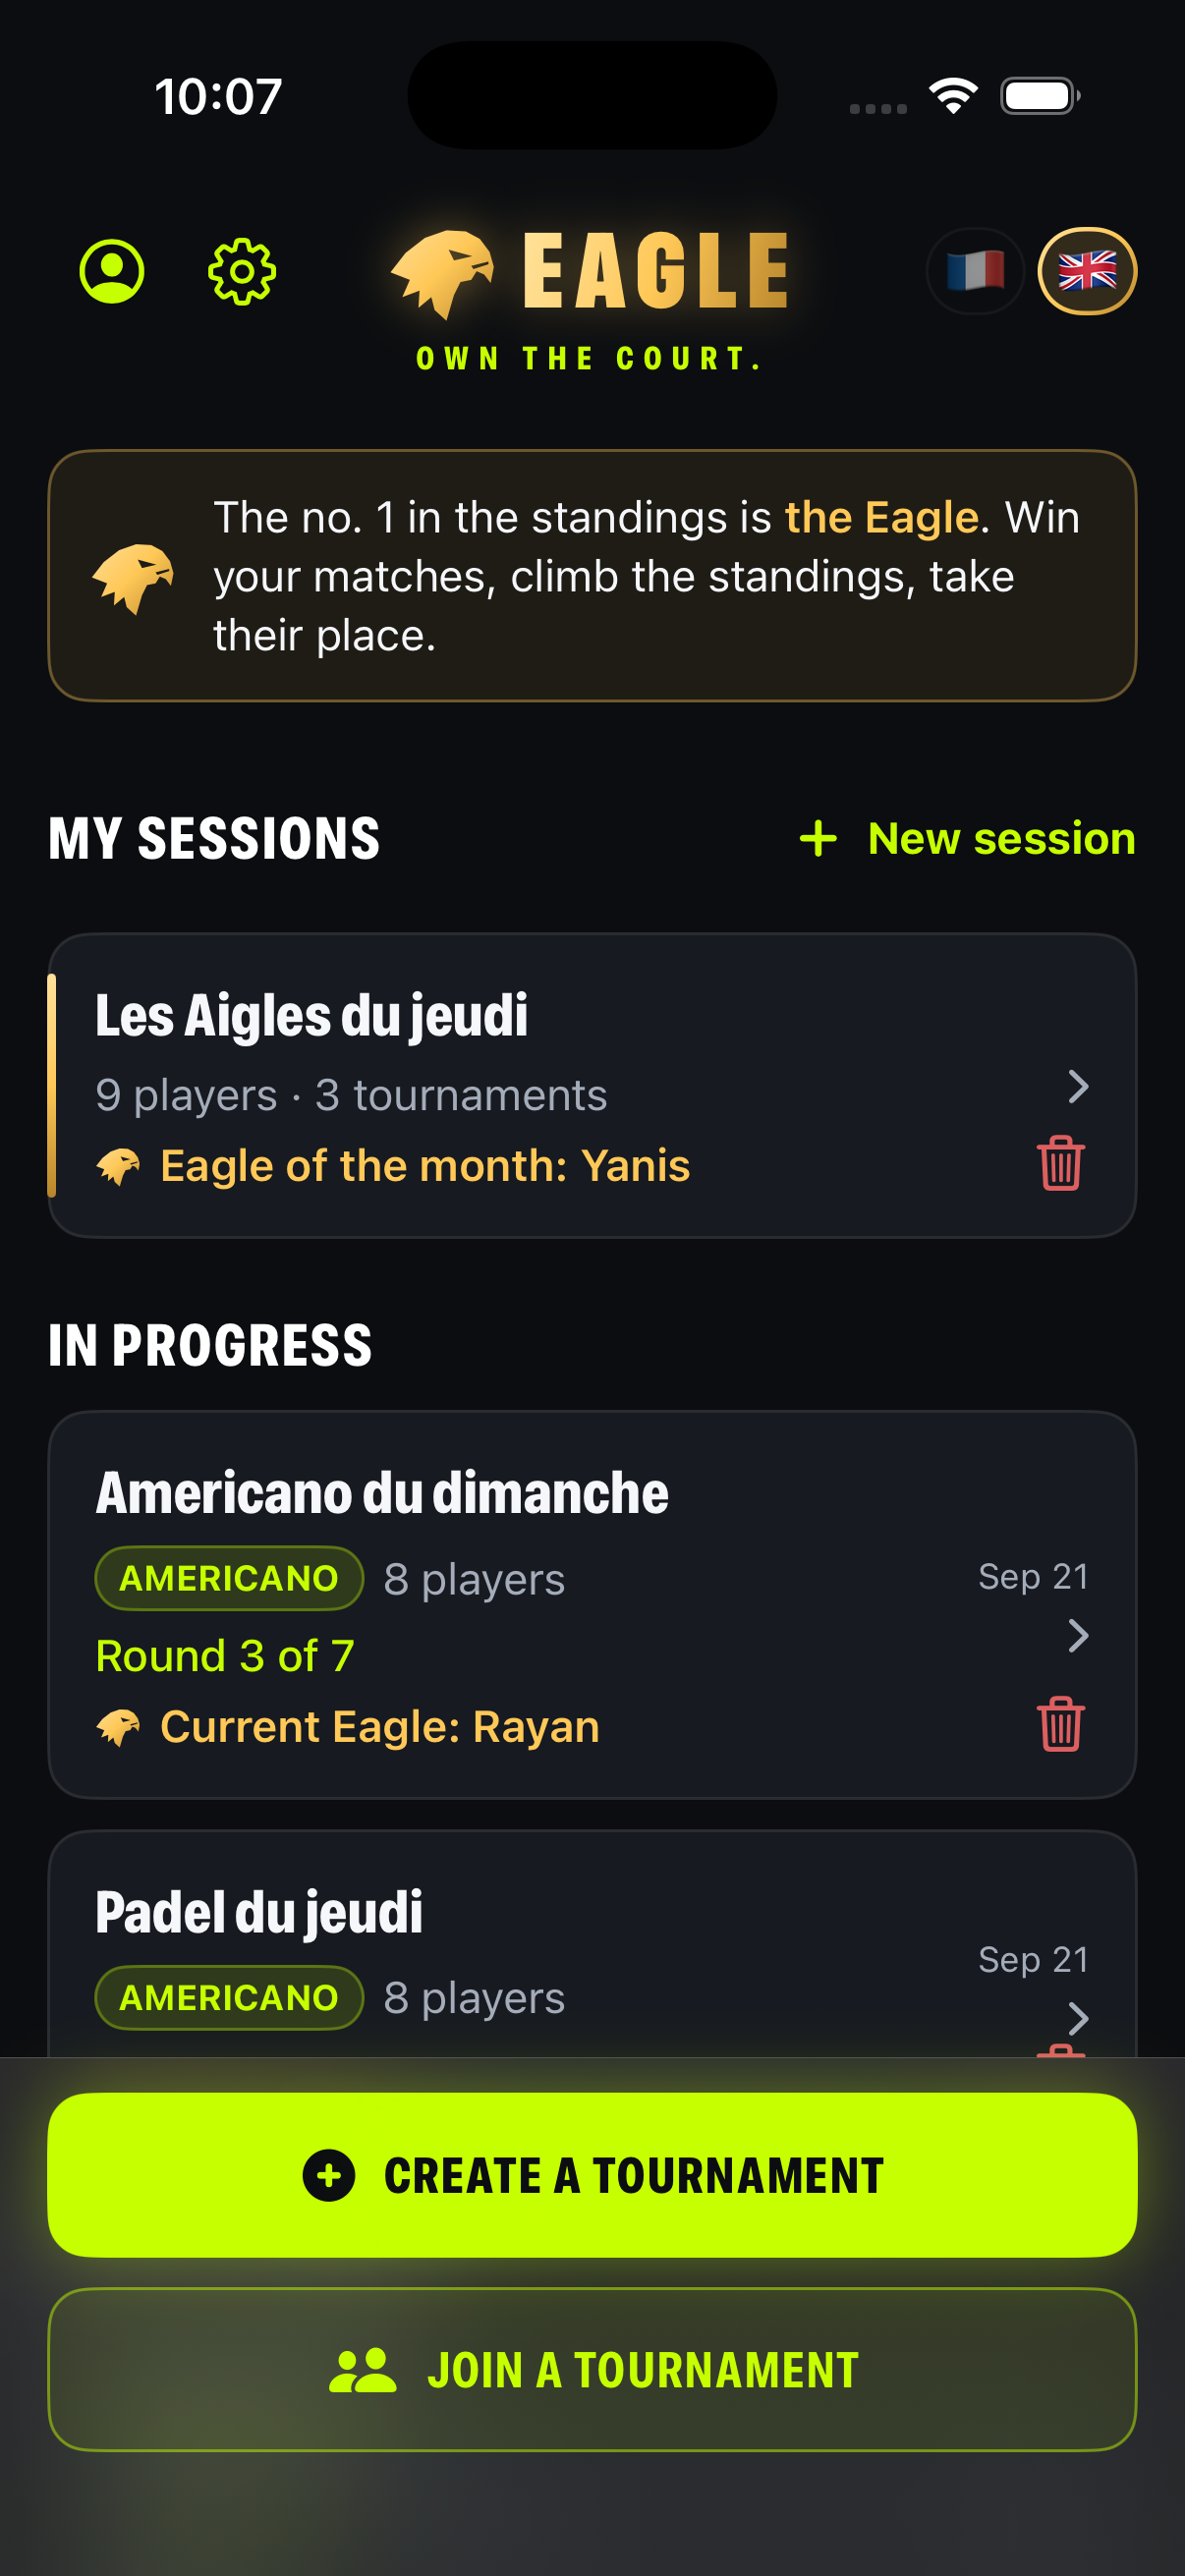 10:07
EAGLE
OWN THE COURT.
The no. 1 in the standings is the Eagle. Win
your matches, climb the standings, take
their place.
MY SESSIONS
New session
Les Aigles du jeudi
9 players · 3 tournaments
Eagle of the month: Yanis
IN PROGRESS
Americano du dimanche
AMERICANO 8 players
Sep 21
Round 3 of 7
Current Eagle: Rayan
Padel du jeudi
Sep 21
AMERICANO 8 players
CREATE A TOURNAMENT
JOIN A TOURNAMENT